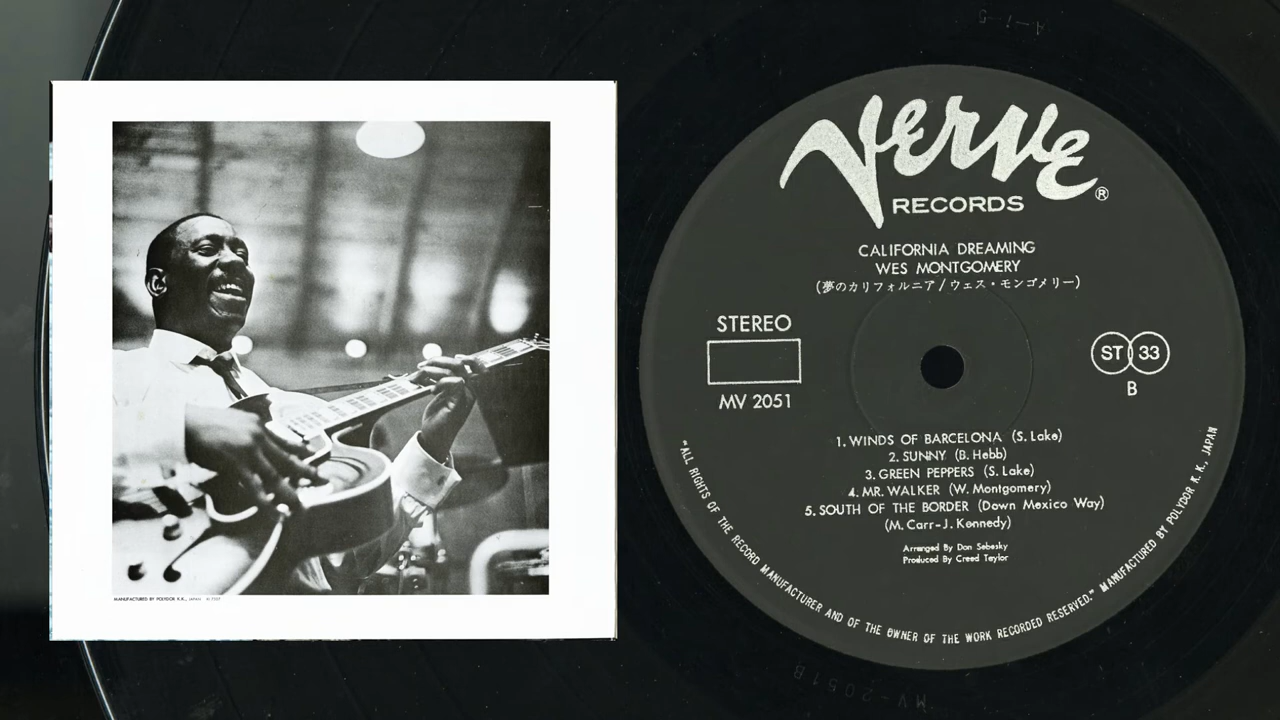 MANUFACTURED BY POLYDOR K.K., JAPAN
Verve
RECORDS
®
CALIFORNIA DREAMING
WES MONTGOMERY
(夢のカリフォルニア/ウェス・モンゴメリー)
STEREO
MV 2051
ST 33
B
1. WINDS OF BARCELONA (S. Lake)
2. SUNNY (B. Hebb)
3. GREEN PEPPERS (S. Lake)
4. MR. WALKER (W. Montgomery)
5. SOUTH OF THE BORDER (Down Mexico Way)
(M. Carr-J. Kennedy)
Arranged By Don Sebesky
Produced By Creed Taylor
"ALL RIGHTS OF THE RECORD MANUFACTURER AND OF THE OWNER OF THE WORK RECORDED RESERVED." MANUFACTURED BY POLYDOR K. K., JAPAN
MV-2051B